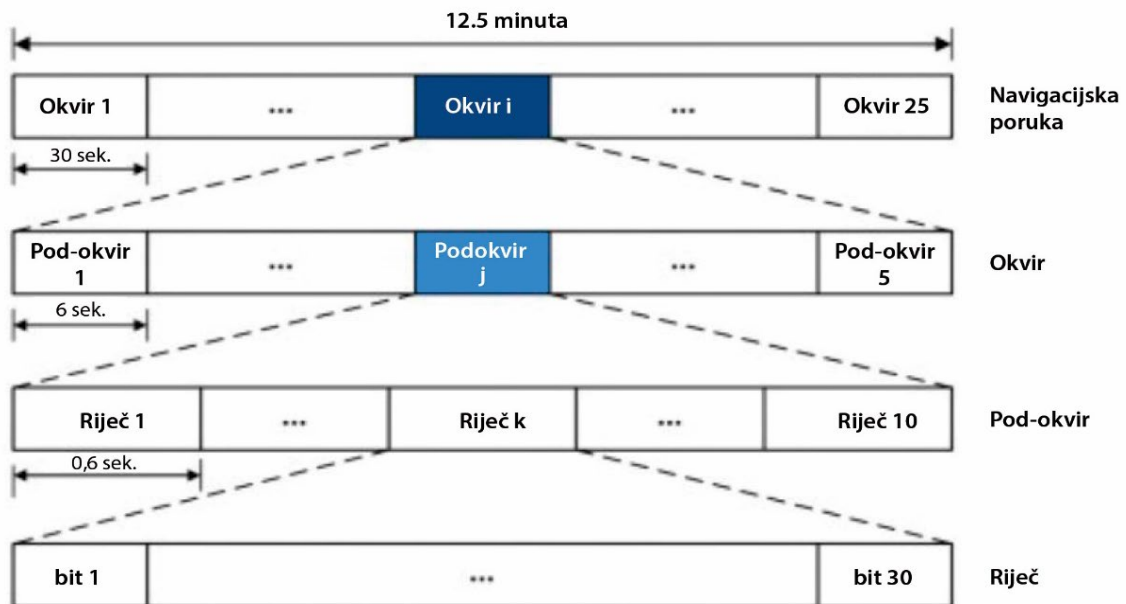 12.5 minuta
Okvir 1
...
Okvir i
...
Okvir 25
Navigacijska
poruka
30 sek.
Pod-okvir
1
...
Podokvir
j
...
Pod-okvir
5
Okvir
6 sek.
Riječ 1
...
Riječ k
...
Riječ 10
Pod-okvir
0,6 sek.
bit 1
...
bit 30
Riječ